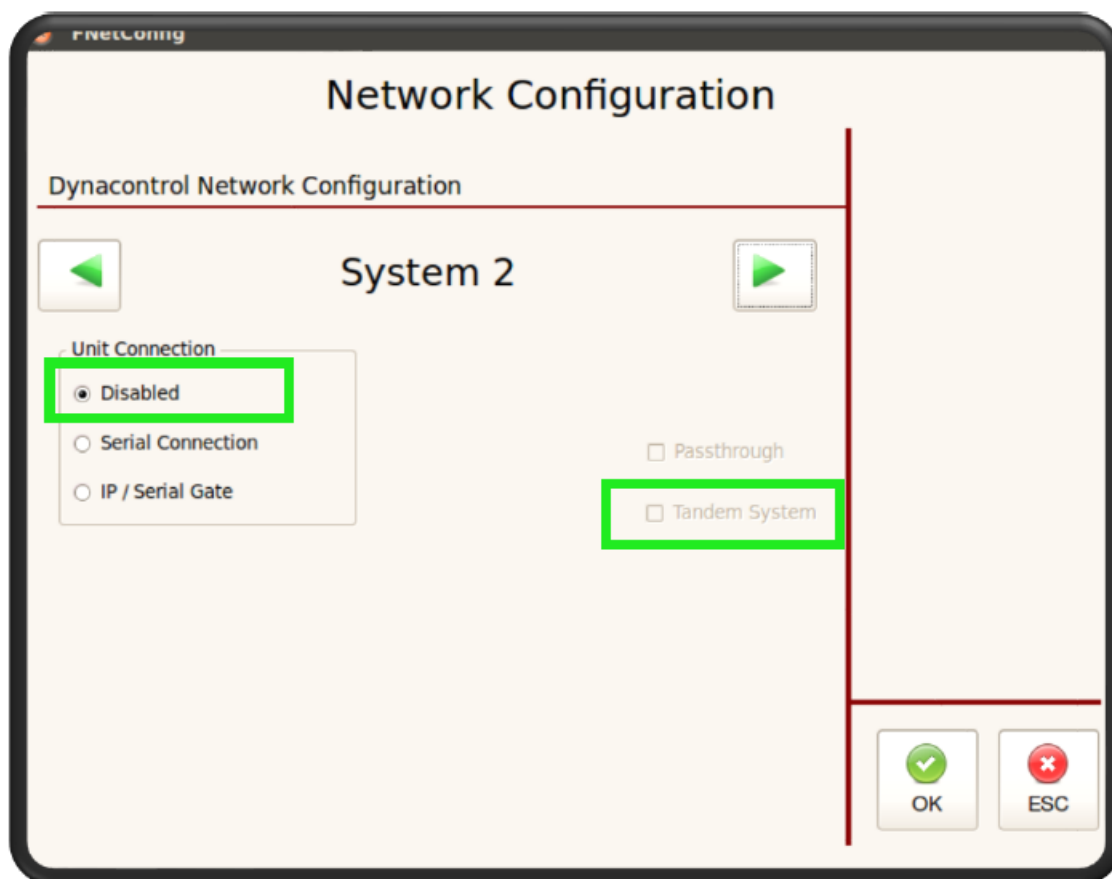 FNetConfig
Network Configuration
Dynacontrol Network Configuration
System 2
Unit Connection
Disabled
Serial Connection
IP / Serial Gate
Passthrough
Tandem System
OK
ESC